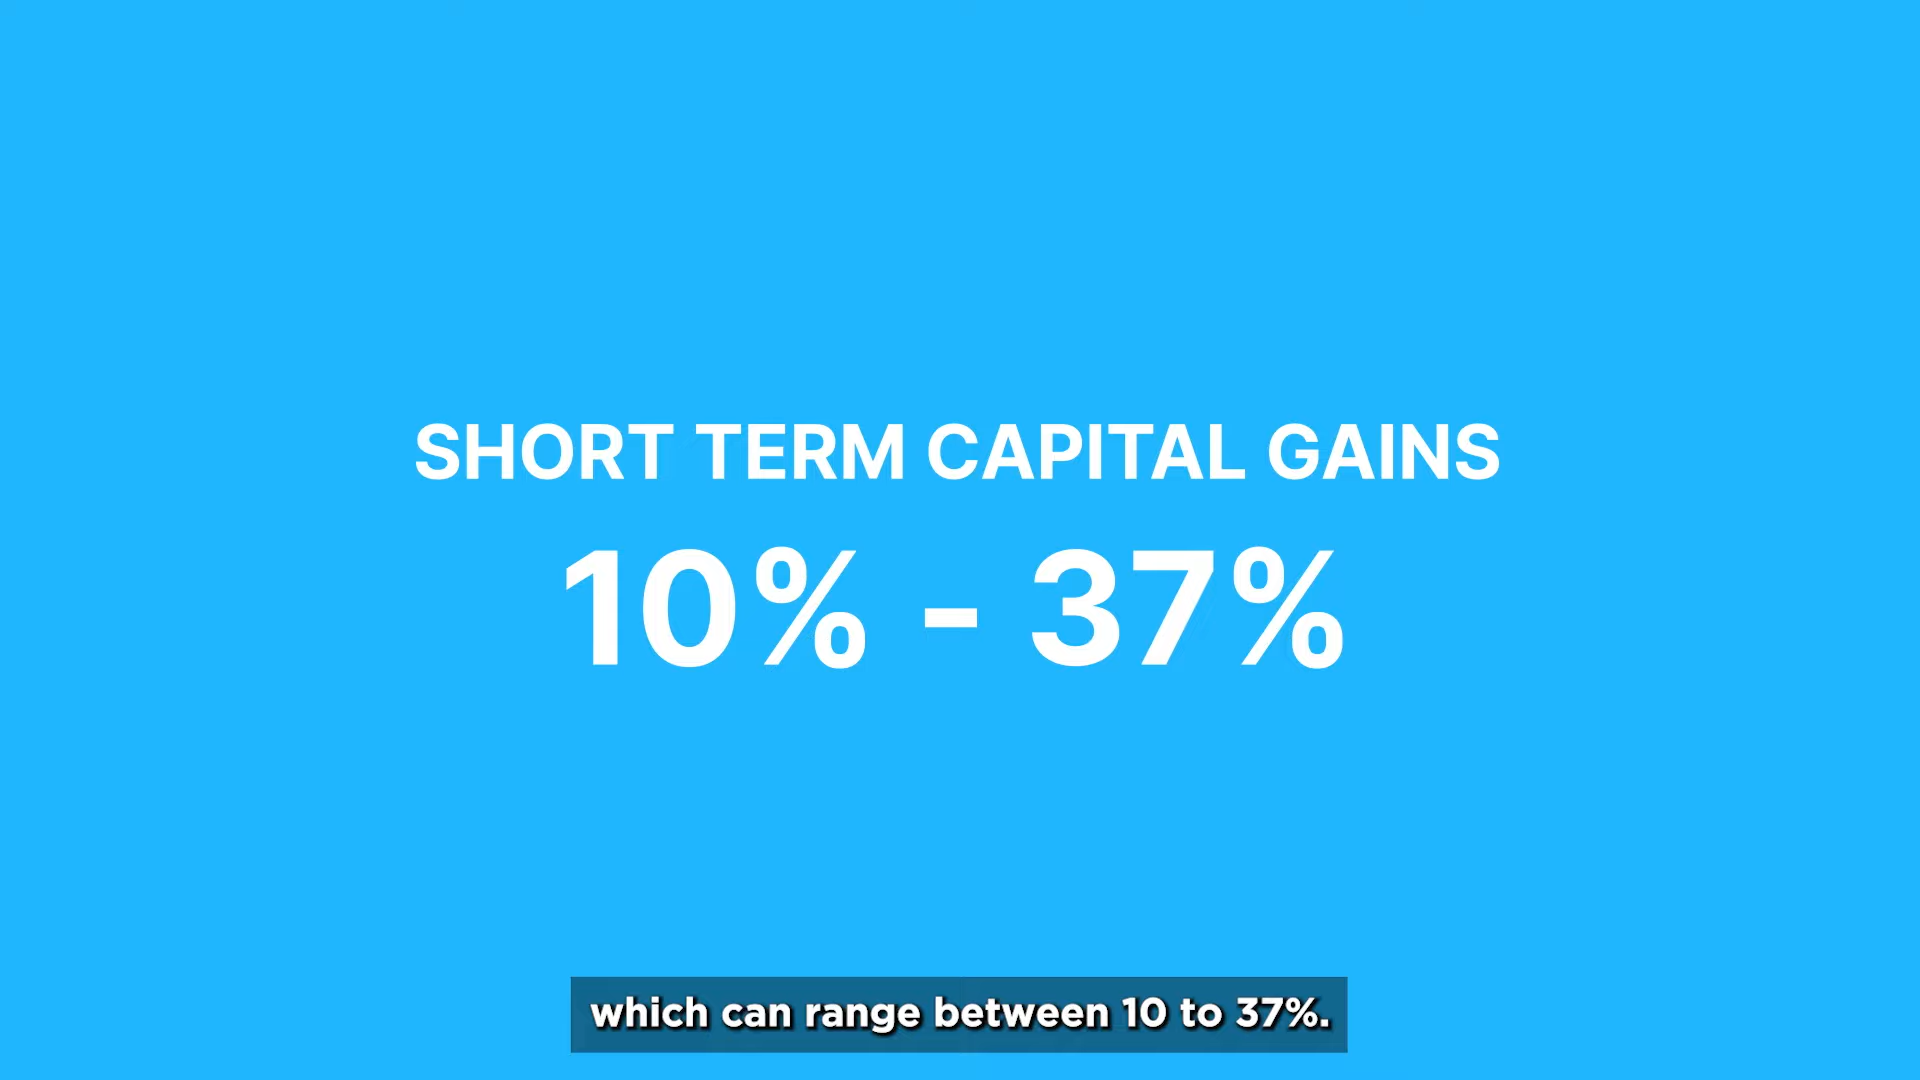 SHORT TERM CAPITAL GAINS
10% - 37%
which can range between 10 to 37%.